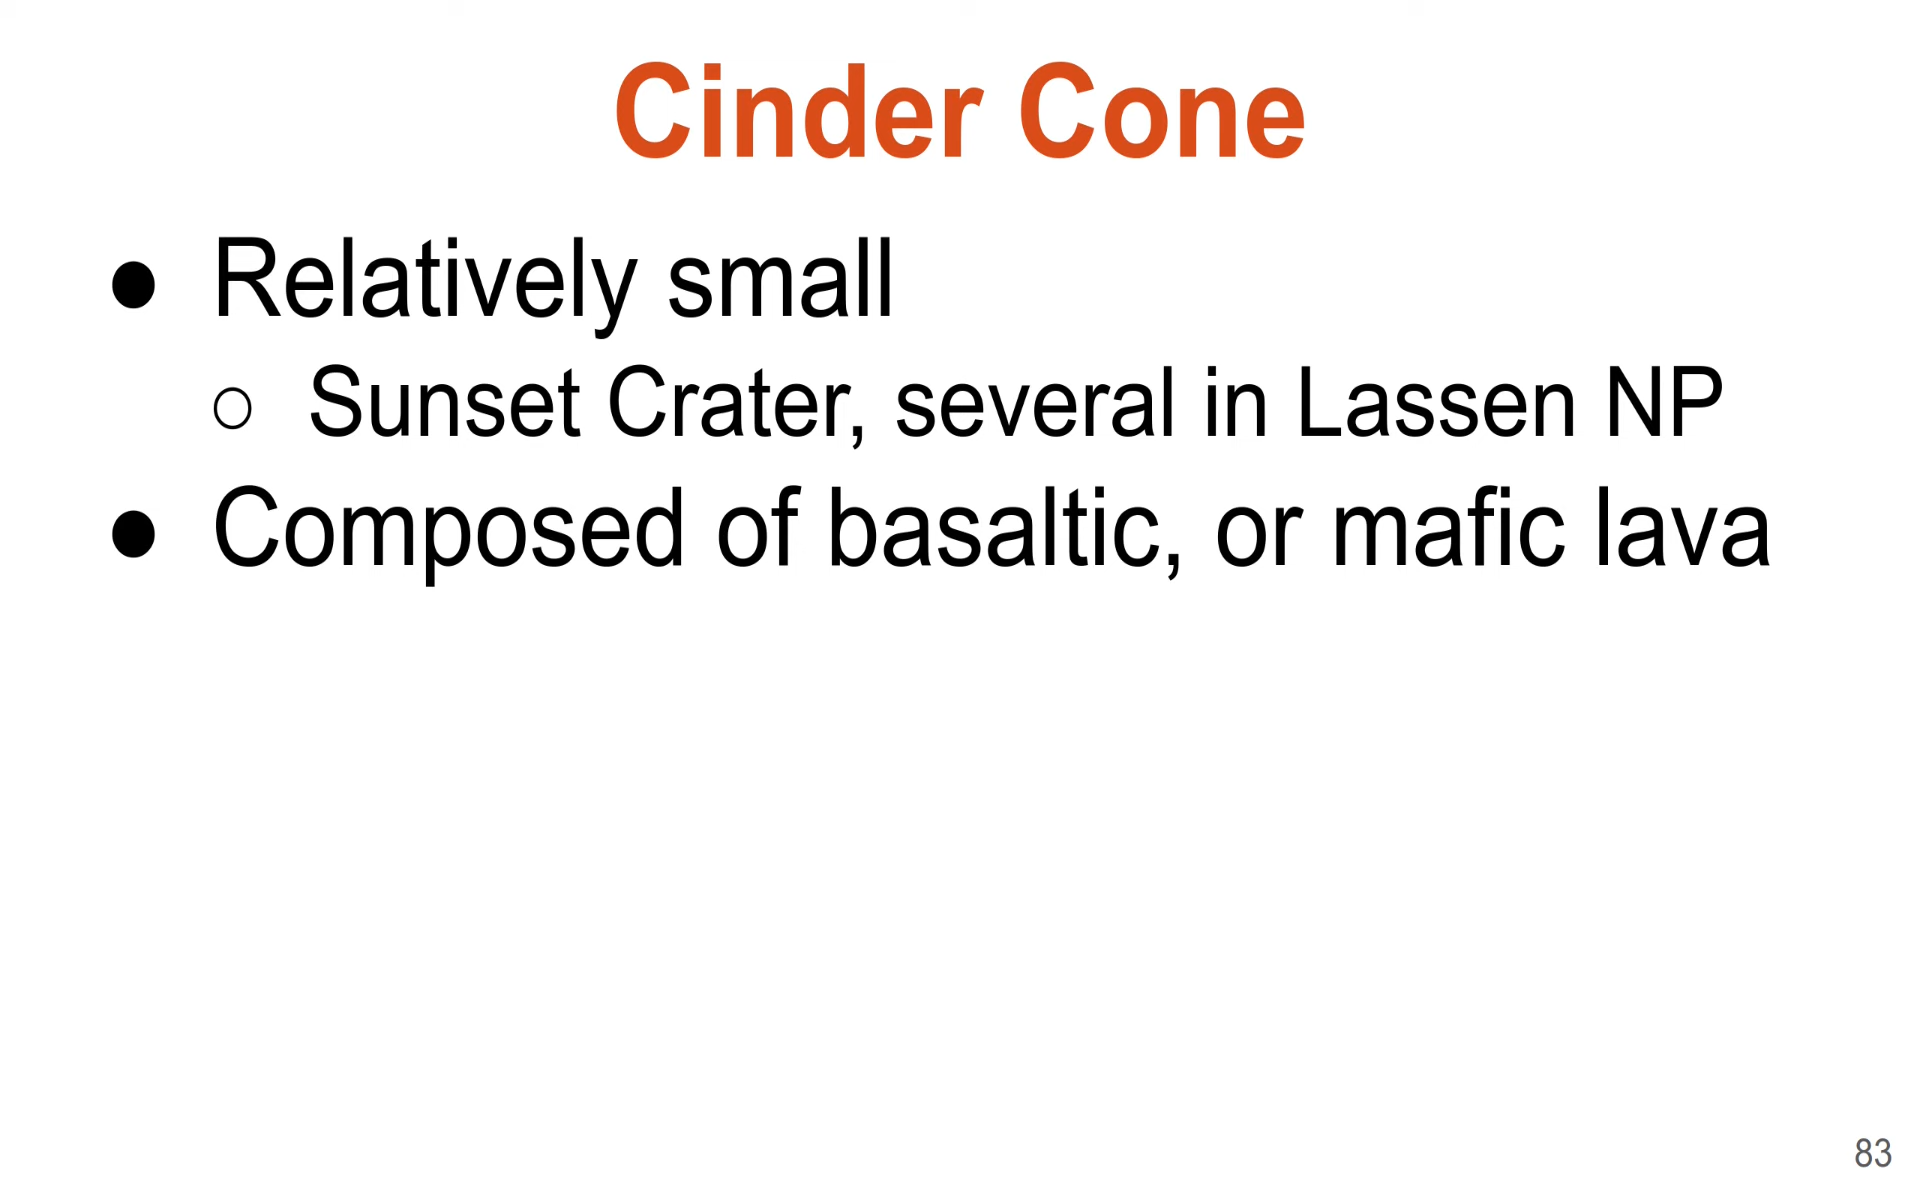 Cinder Cone
● Relatively small
○ Sunset Crater, several in Lassen NP
● Composed of basaltic, or mafic lava
83